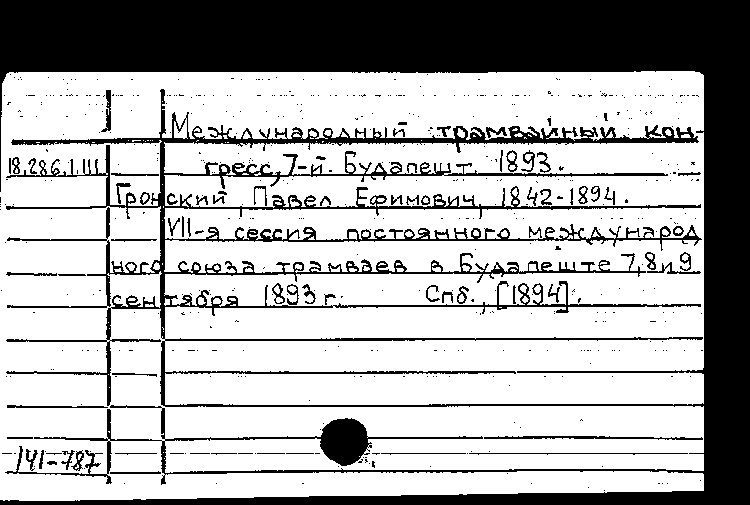 Международный трамвайный кон-
18.286.1.111 гресс, 7-й. Будапешт. 1893.
Гронский, Павел Ефимович, 1842-1894.
VII-я сессия постоянного международ
ного союза трамваев в Будапеште 7,8 и 9
сентября 1893 г. Спб., [1894].
141-787